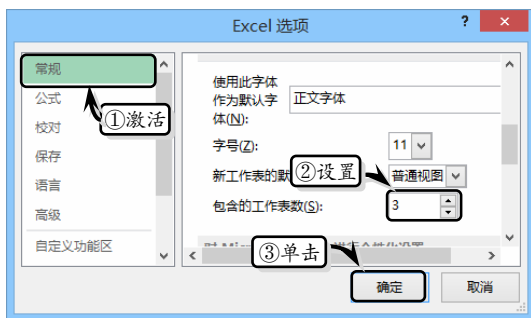 Excel 选项
?
×
常规
公式
校对
保存
语言
高级
自定义功能区
①激活
使用此字体
作为默认字
体(N):
正文字体
字号(Z):
11
新工作表的默
②设置
普通视图
包含的工作表数(S):
3
③单击
确定
取消